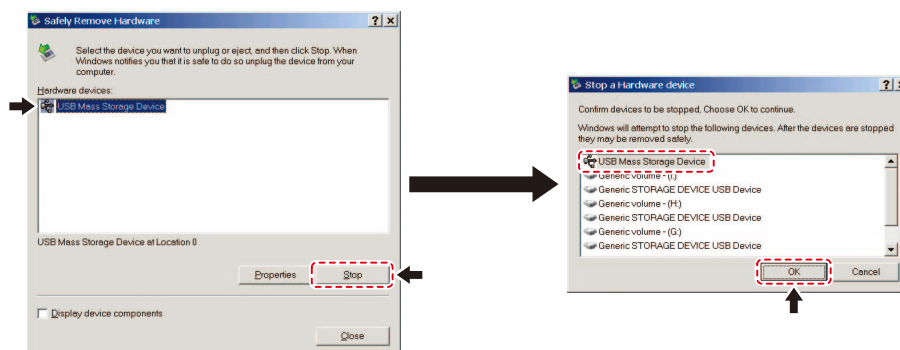 Safely Remove Hardware
Select the device you want to unplug or eject, and then click Stop. When
Windows notifies you that it is safe to do so unplug the device from your
computer.
Hardware devices:
USB Mass Storage Device
USB Mass Storage Device at Location 0
Properties
Stop
Display device components
Close
Stop a Hardware device
Confirm devices to be stopped, Choose OK to continue.
Windows will attempt to stop the following devices. After the devices are stopped
they may be removed safely.
USB Mass Storage Device
Generic volume - (I:)
Generic STORAGE DEVICE USB Device
Generic volume - (H:)
Generic STORAGE DEVICE USB Device
Generic volume - (G:)
Generic STORAGE DEVICE USB Device
OK
Cancel